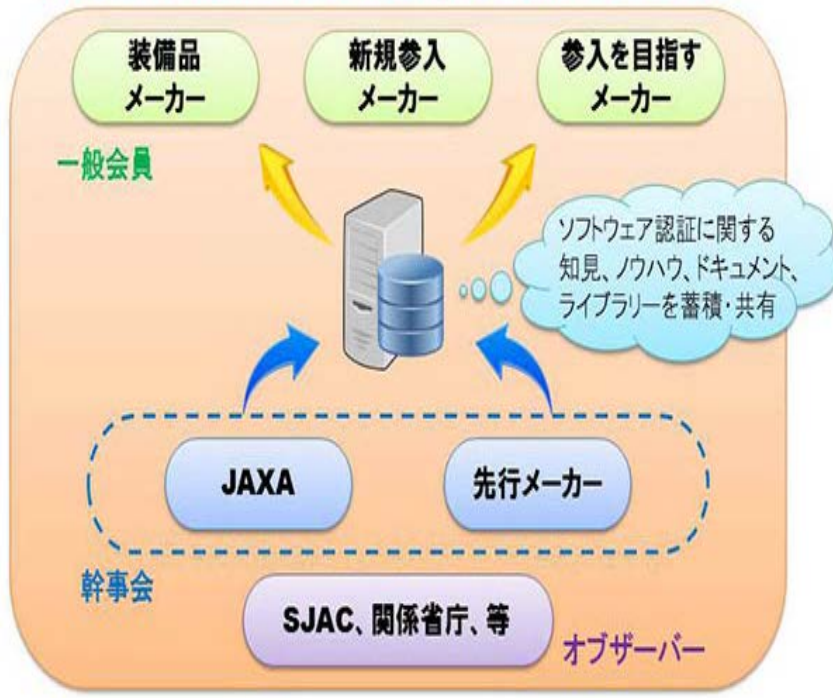 装備品
メーカー
新規参入
メーカー
参入を目指す
メーカー
一般会員
ソフトウェア認証に関する
知見、ノウハウ、ドキュメント、
ライブラリーを蓄積・共有
JAXA
先行メーカー
幹事会
SJAC、関係省庁、等
オブザーバー